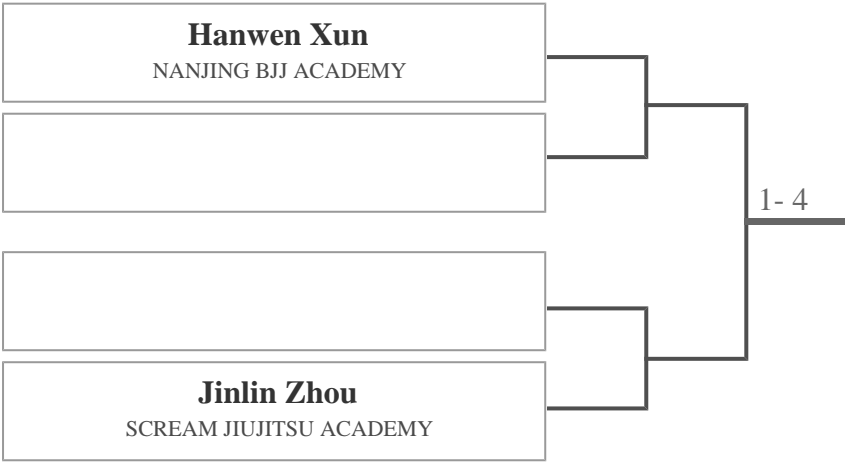 Hanwen Xun
NANJING BJJ ACADEMY
1- 4
Jinlin Zhou
SCREAM JIUJITSU ACADEMY